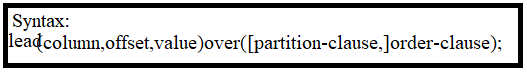 Syntax:
lead(column,offset,value)over([partition-clause,]order-clause);